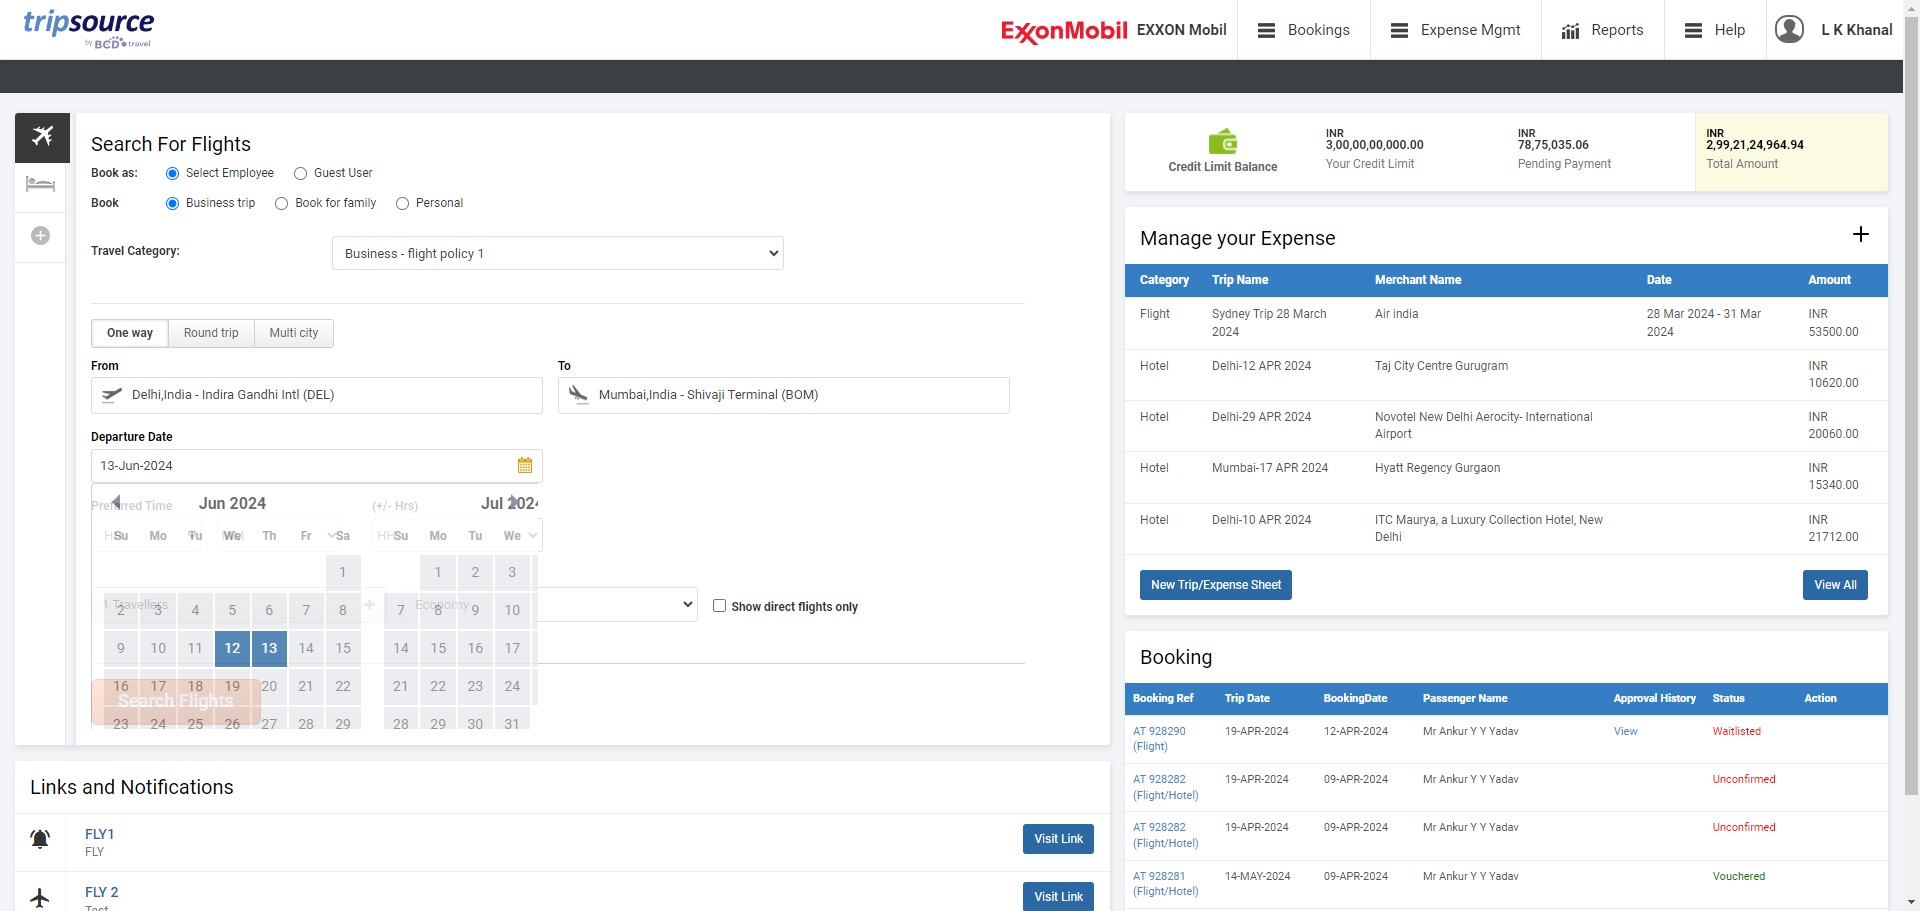 tripsource
by BCD travel
ExxonMobil EXXON Mobil
Bookings
Expense Mgmt
Reports
Help
L K Khanal
Search For Flights
Book as: Select Employee Guest User
Book Business trip Book for family Personal
Travel Category: Business - flight policy 1
One way Round trip Multi city
From To
Delhi,India - Indira Gandhi Intl (DEL) Mumbai,India - Shivaji Terminal (BOM)
Departure Date
13-Jun-2024
Preferred Time Jun 2024 (+/- Hrs) Jul 2024
Su Mo Tu We Th Fr Sa Su Mo Tu We
1 1 2 3
1 Travellers Economy
2 3 4 5 6 7 8 7 8 9 10
Show direct flights only
9 10 11 12 13 14 15 14 15 16 17
16 17 18 19 20 21 22 21 22 23 24
Search Flights
23 24 25 26 27 28 29 28 29 30 31
Links and Notifications
FLY1
FLY
Visit Link
FLY 2
Test
Visit Link
Credit Limit Balance
INR
3,00,00,00,000.00
Your Credit Limit
INR
78,75,035.06
Pending Payment
INR
2,99,21,24,964.94
Total Amount
Manage your Expense
Category Trip Name Merchant Name Date Amount
Flight Sydney Trip 28 March Air india 28 Mar 2024 - 31 Mar INR
2024 2024 53500.00
Hotel Delhi-12 APR 2024 Taj City Centre Gurugram INR
10620.00
Hotel Delhi-29 APR 2024 Novotel New Delhi Aerocity- International INR
Airport 20060.00
Hotel Mumbai-17 APR 2024 Hyatt Regency Gurgaon INR
15340.00
Hotel Delhi-10 APR 2024 ITC Maurya, a Luxury Collection Hotel, New INR
Delhi 21712.00
New Trip/Expense Sheet View All
Booking
Booking Ref Trip Date BookingDate Passenger Name Approval History Status Action
AT 928290 19-APR-2024 12-APR-2024 Mr Ankur Y Y Yadav View Waitlisted
(Flight)
AT 928282 19-APR-2024 09-APR-2024 Mr Ankur Y Y Yadav Unconfirmed
(Flight/Hotel)
AT 928282 19-APR-2024 09-APR-2024 Mr Ankur Y Y Yadav Unconfirmed
(Flight/Hotel)
AT 928281 14-MAY-2024 09-APR-2024 Mr Ankur Y Y Yadav Vouchered
(Flight/Hotel)